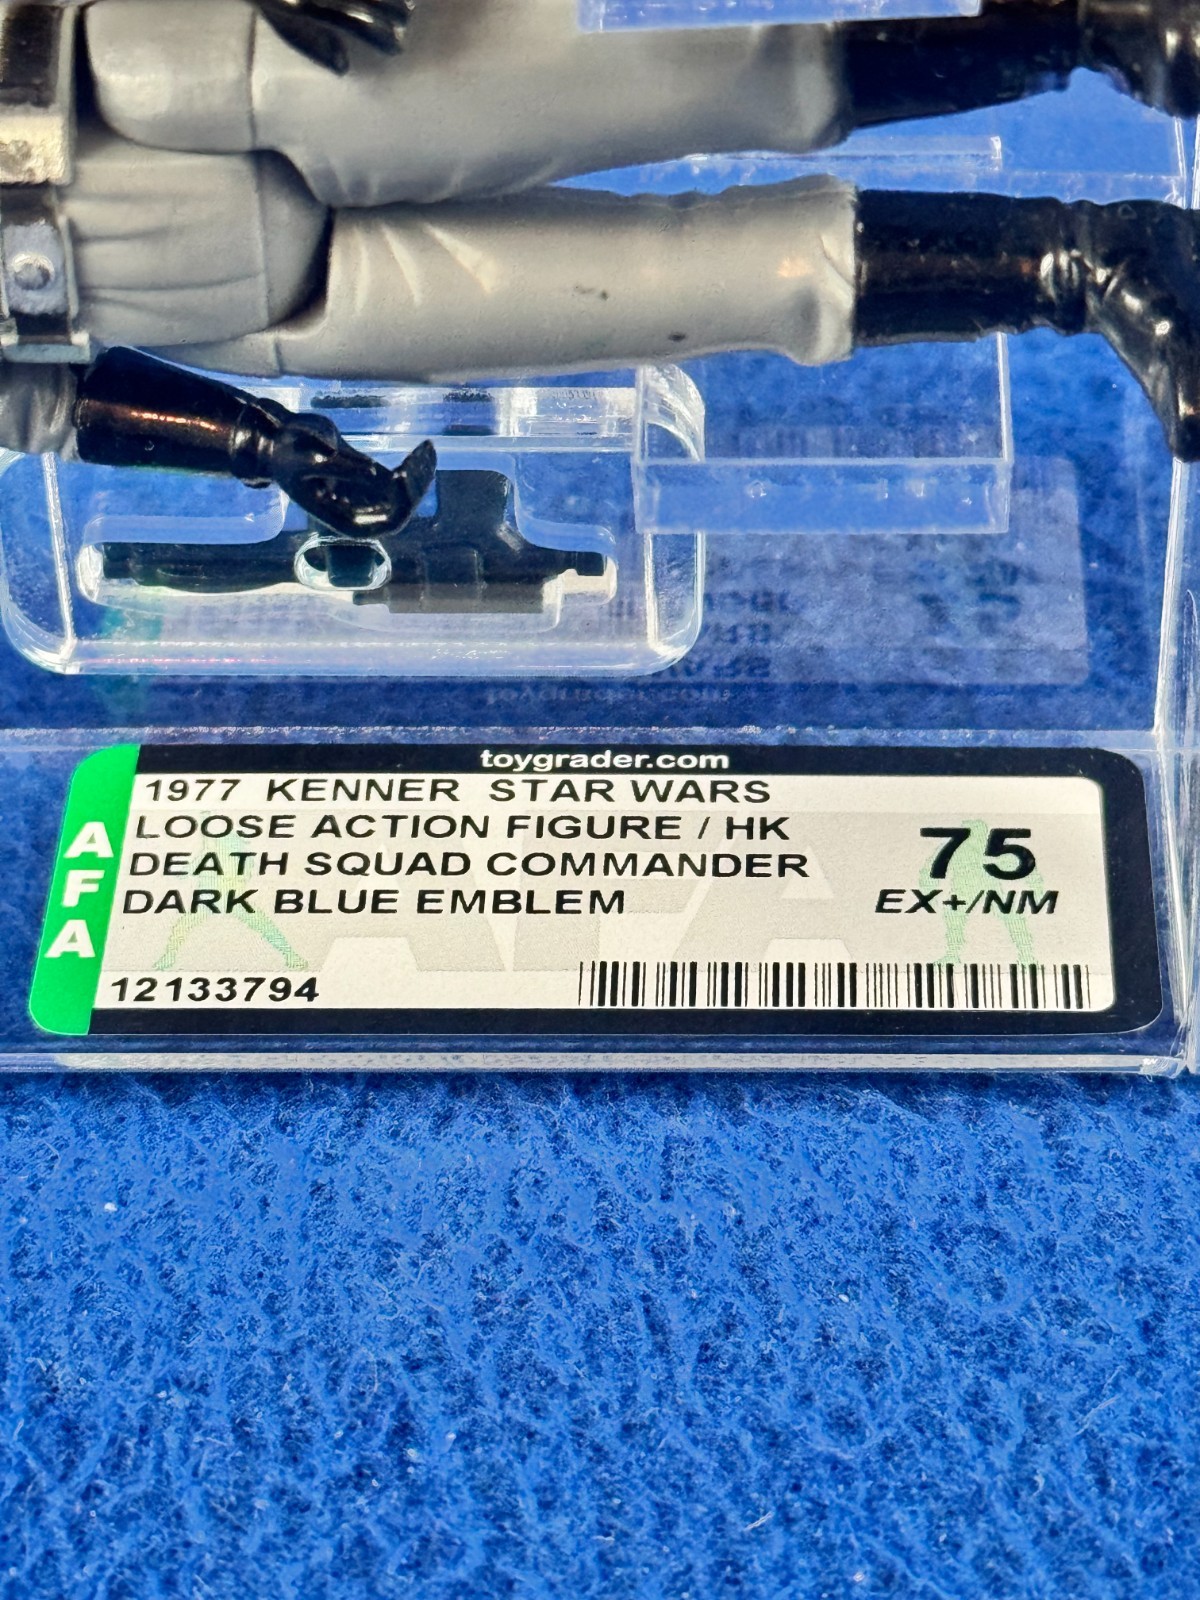 toygrader.com
1977 KENNER STAR WARS
LOOSE ACTION FIGURE / HK
DEATH SQUAD COMMANDER
DARK BLUE EMBLEM
75
EX+/NM
AFA
12133794